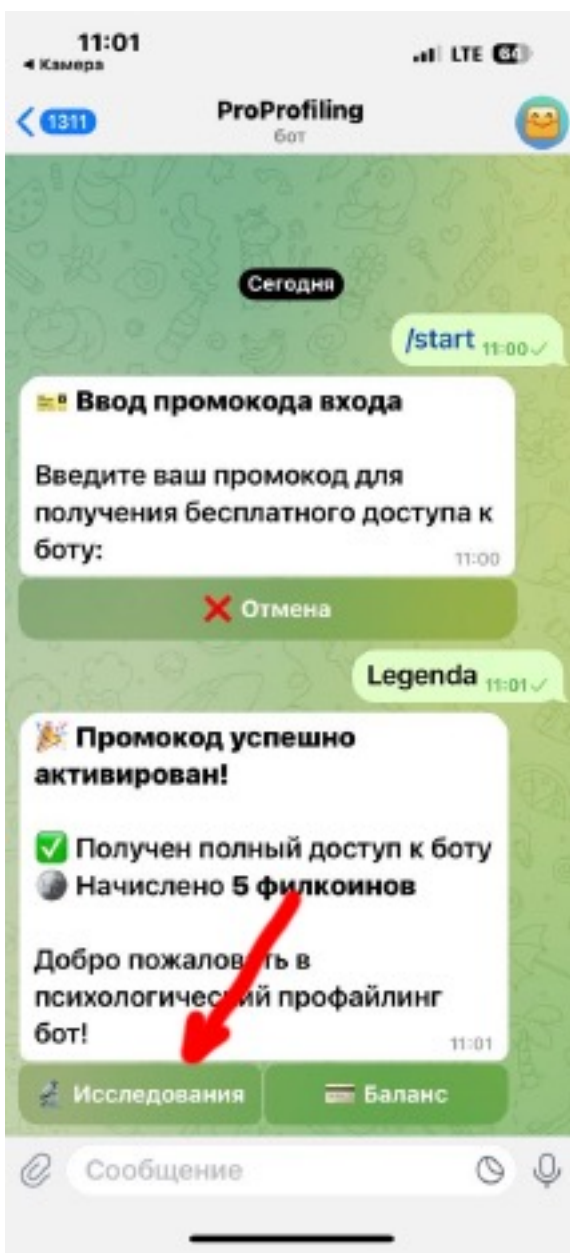 11:01
◀ Камера
LTE 64
1311
ProProfiling
бот
Сегодня
/start 11:00
Ввод промокода входа
Введите ваш промокод для
получения бесплатного доступа к
боту:
11:00
❌ Отмена
Legenda 11:01
🎉 Промокод успешно
активирован!
✅ Получен полный доступ к боту
Начислено 5 филкоинов
Добро пожаловать в
психологический профайлинг
бот!
11:01
🔬 Исследования
💳 Баланс
Сообщение